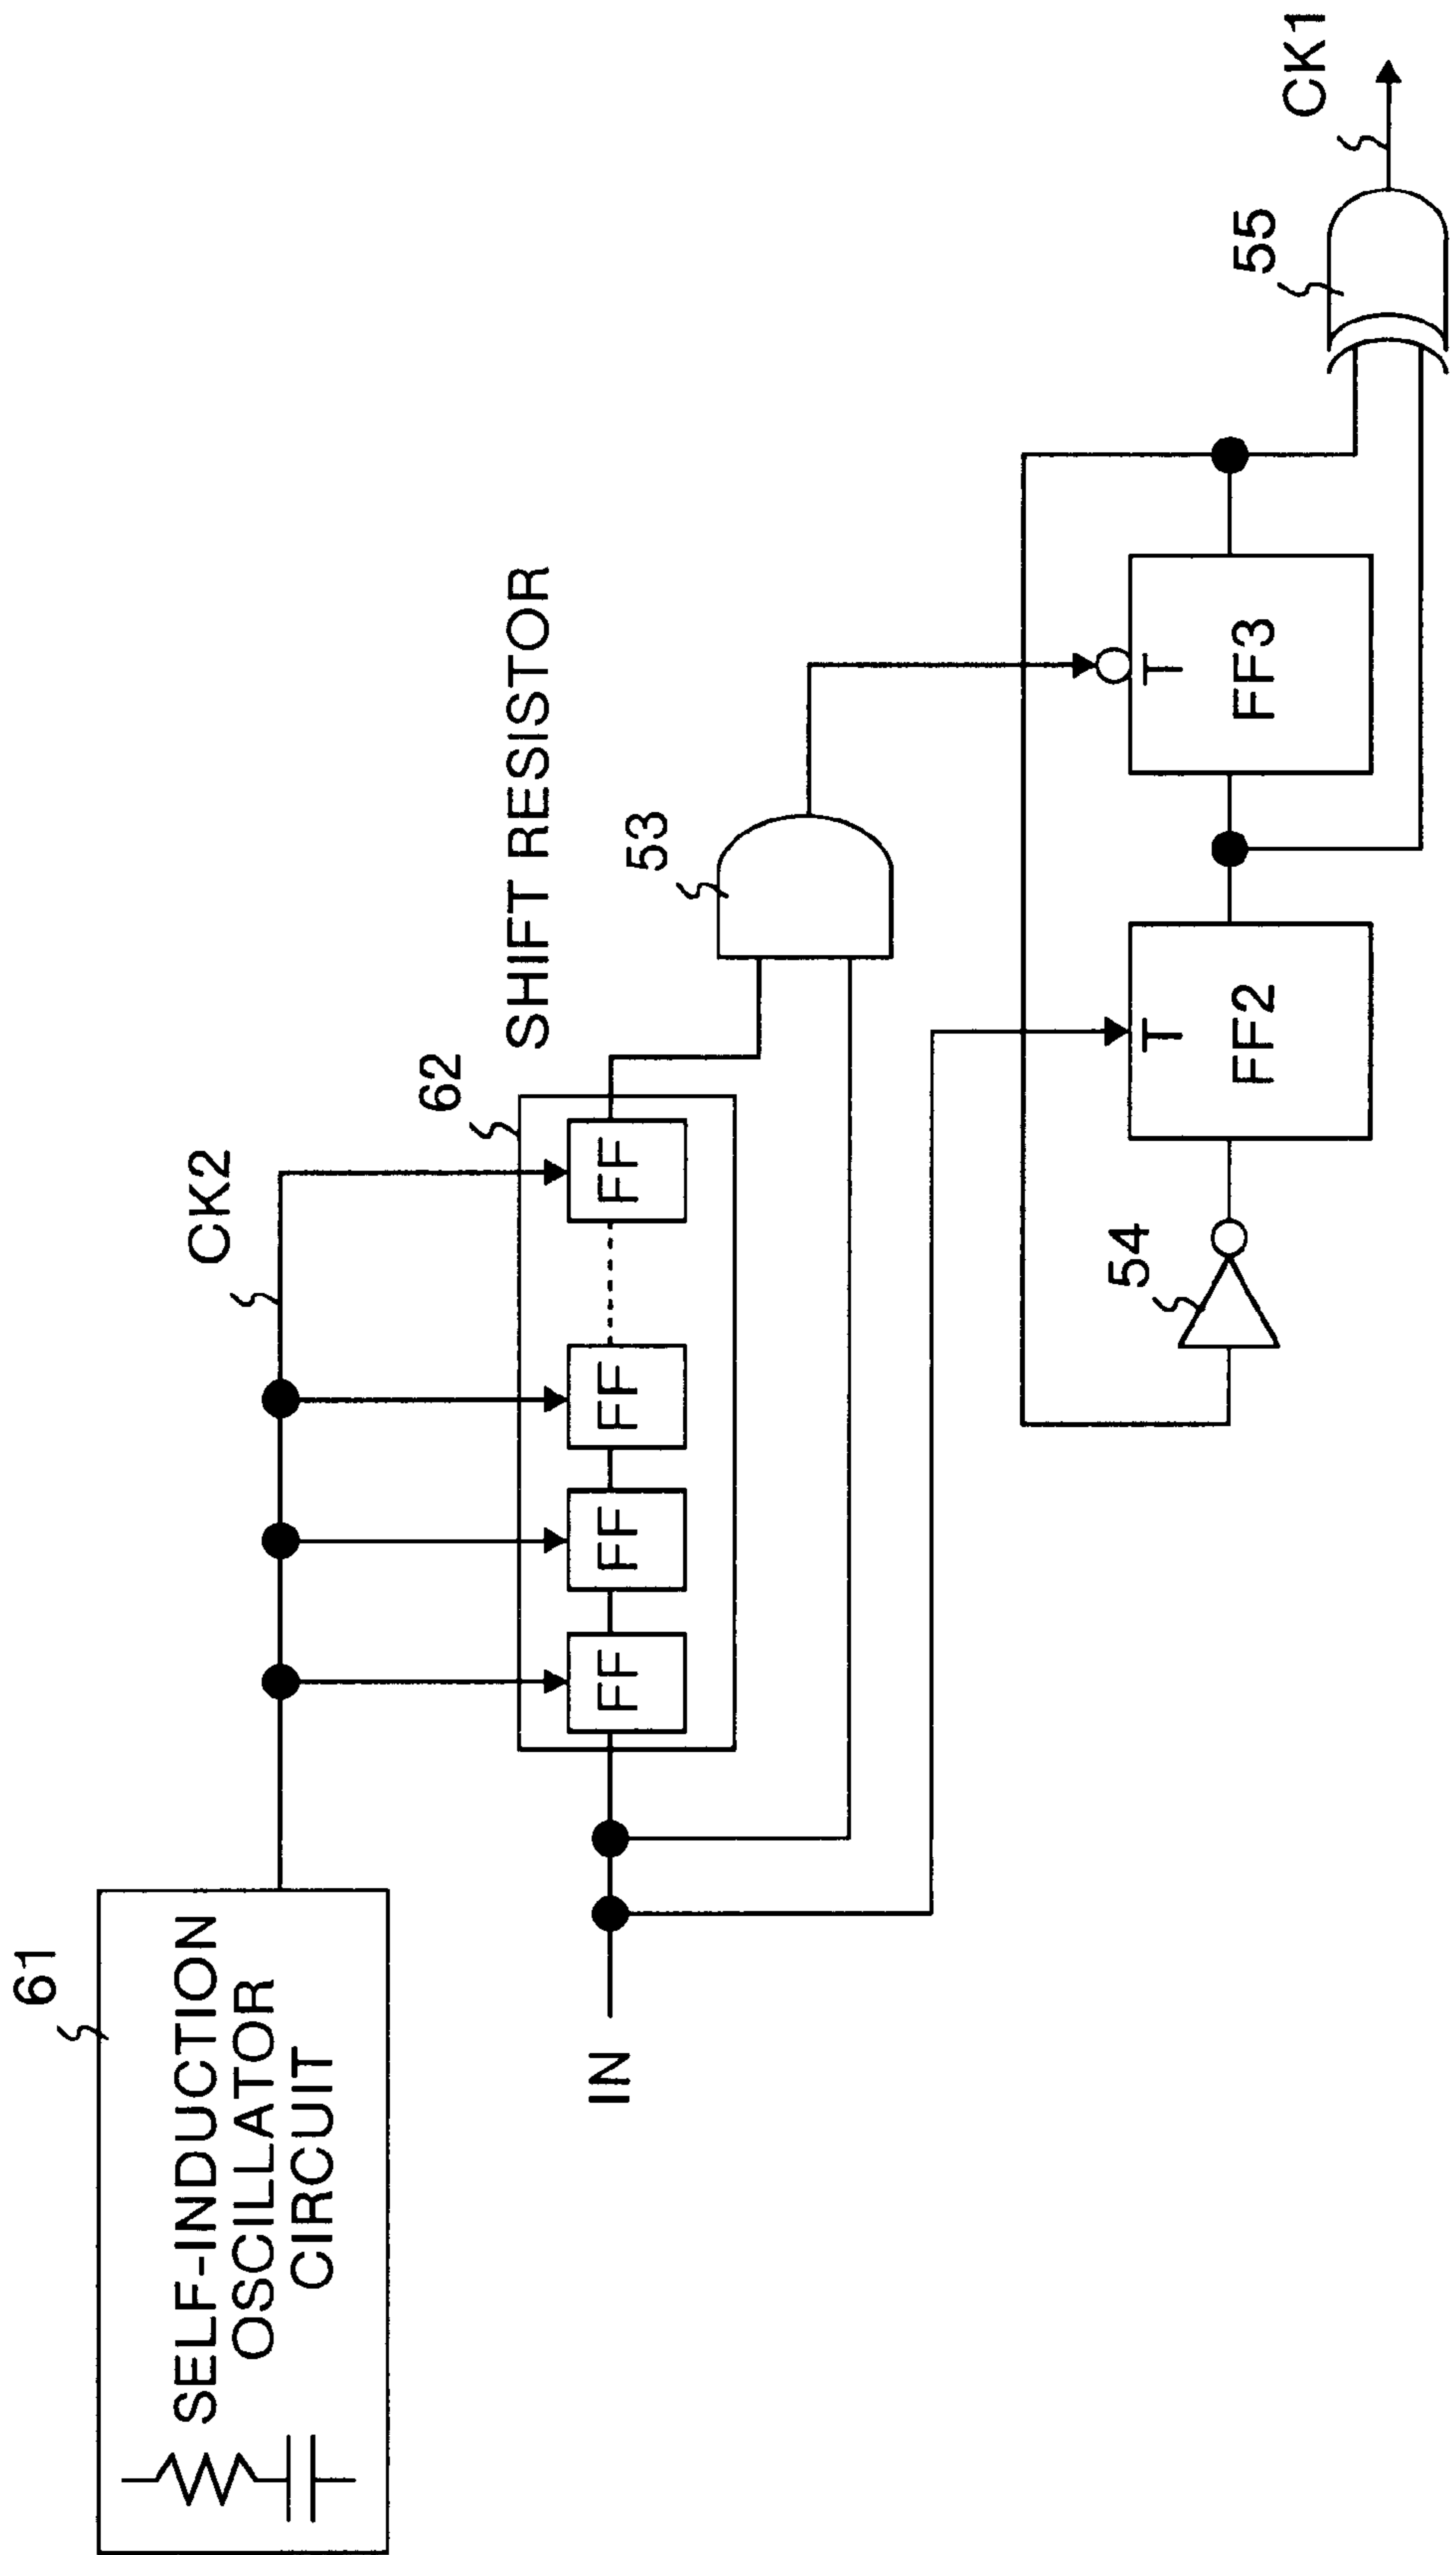 61
SELF-INDUCTION
OSCILLATOR
CIRCUIT
CK2
62
SHIFT RESISTOR
IN
FF
FF
FF
FF
53
54
T
FF2
T
FF3
55
CK1